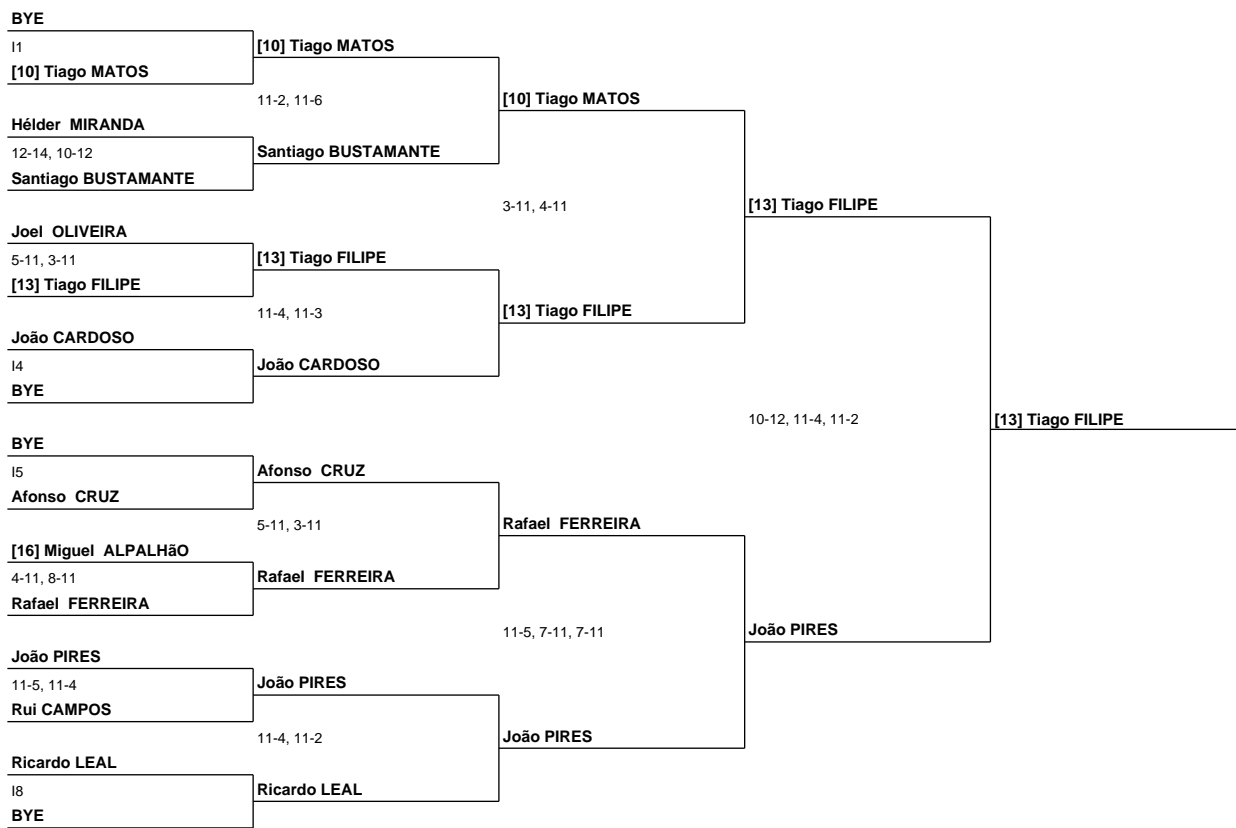 BYE
I1
[10] Tiago MATOS
[10] Tiago MATOS
11-2, 11-6
[10] Tiago MATOS
Hélder MIRANDA
12-14, 10-12
Santiago BUSTAMANTE
Santiago BUSTAMANTE
3-11, 4-11
[13] Tiago FILIPE
Joel OLIVEIRA
5-11, 3-11
[13] Tiago FILIPE
[13] Tiago FILIPE
11-4, 11-3
[13] Tiago FILIPE
João CARDOSO
I4
João CARDOSO
BYE
10-12, 11-4, 11-2
[13] Tiago FILIPE
BYE
I5
Afonso CRUZ
Afonso CRUZ
5-11, 3-11
Rafael FERREIRA
[16] Miguel ALPALHãO
4-11, 8-11
Rafael FERREIRA
Rafael FERREIRA
11-5, 7-11, 7-11
João PIRES
João PIRES
11-5, 11-4
João PIRES
Rui CAMPOS
11-4, 11-2
João PIRES
Ricardo LEAL
I8
Ricardo LEAL
BYE